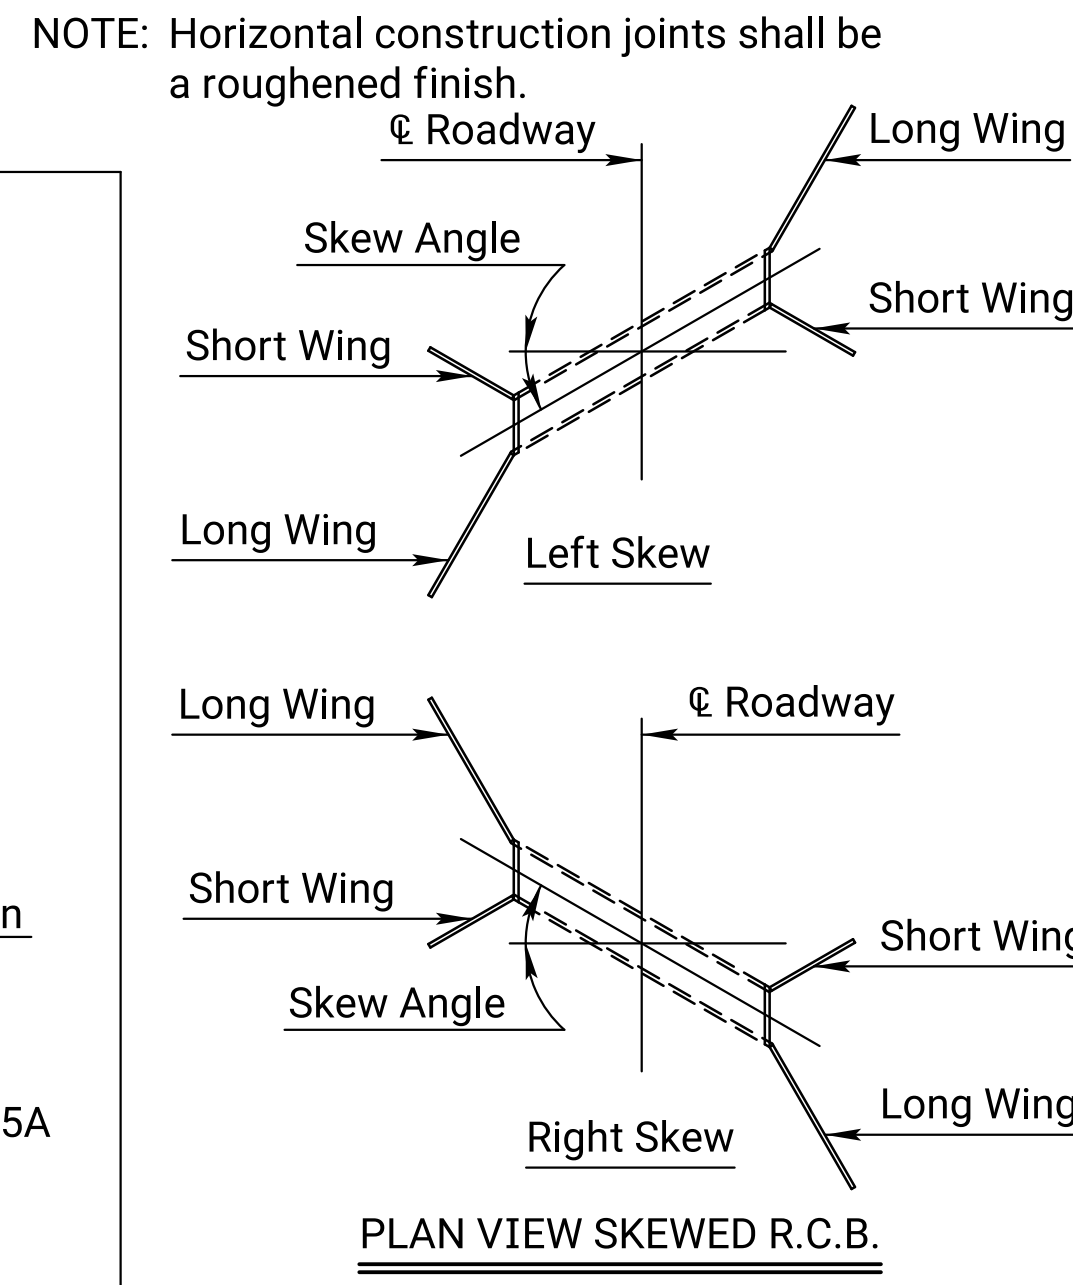 NOTE: Horizontal construction joints shall be
a roughened finish.
℄ Roadway
Long Wing
Skew Angle
Short Wing
Short Wing
Long Wing
Left Skew
Long Wing
℄ Roadway
Short Wing
n
Short Wing
Skew Angle
Long Wing
5A
Right Skew
PLAN VIEW SKEWED R.C.B.